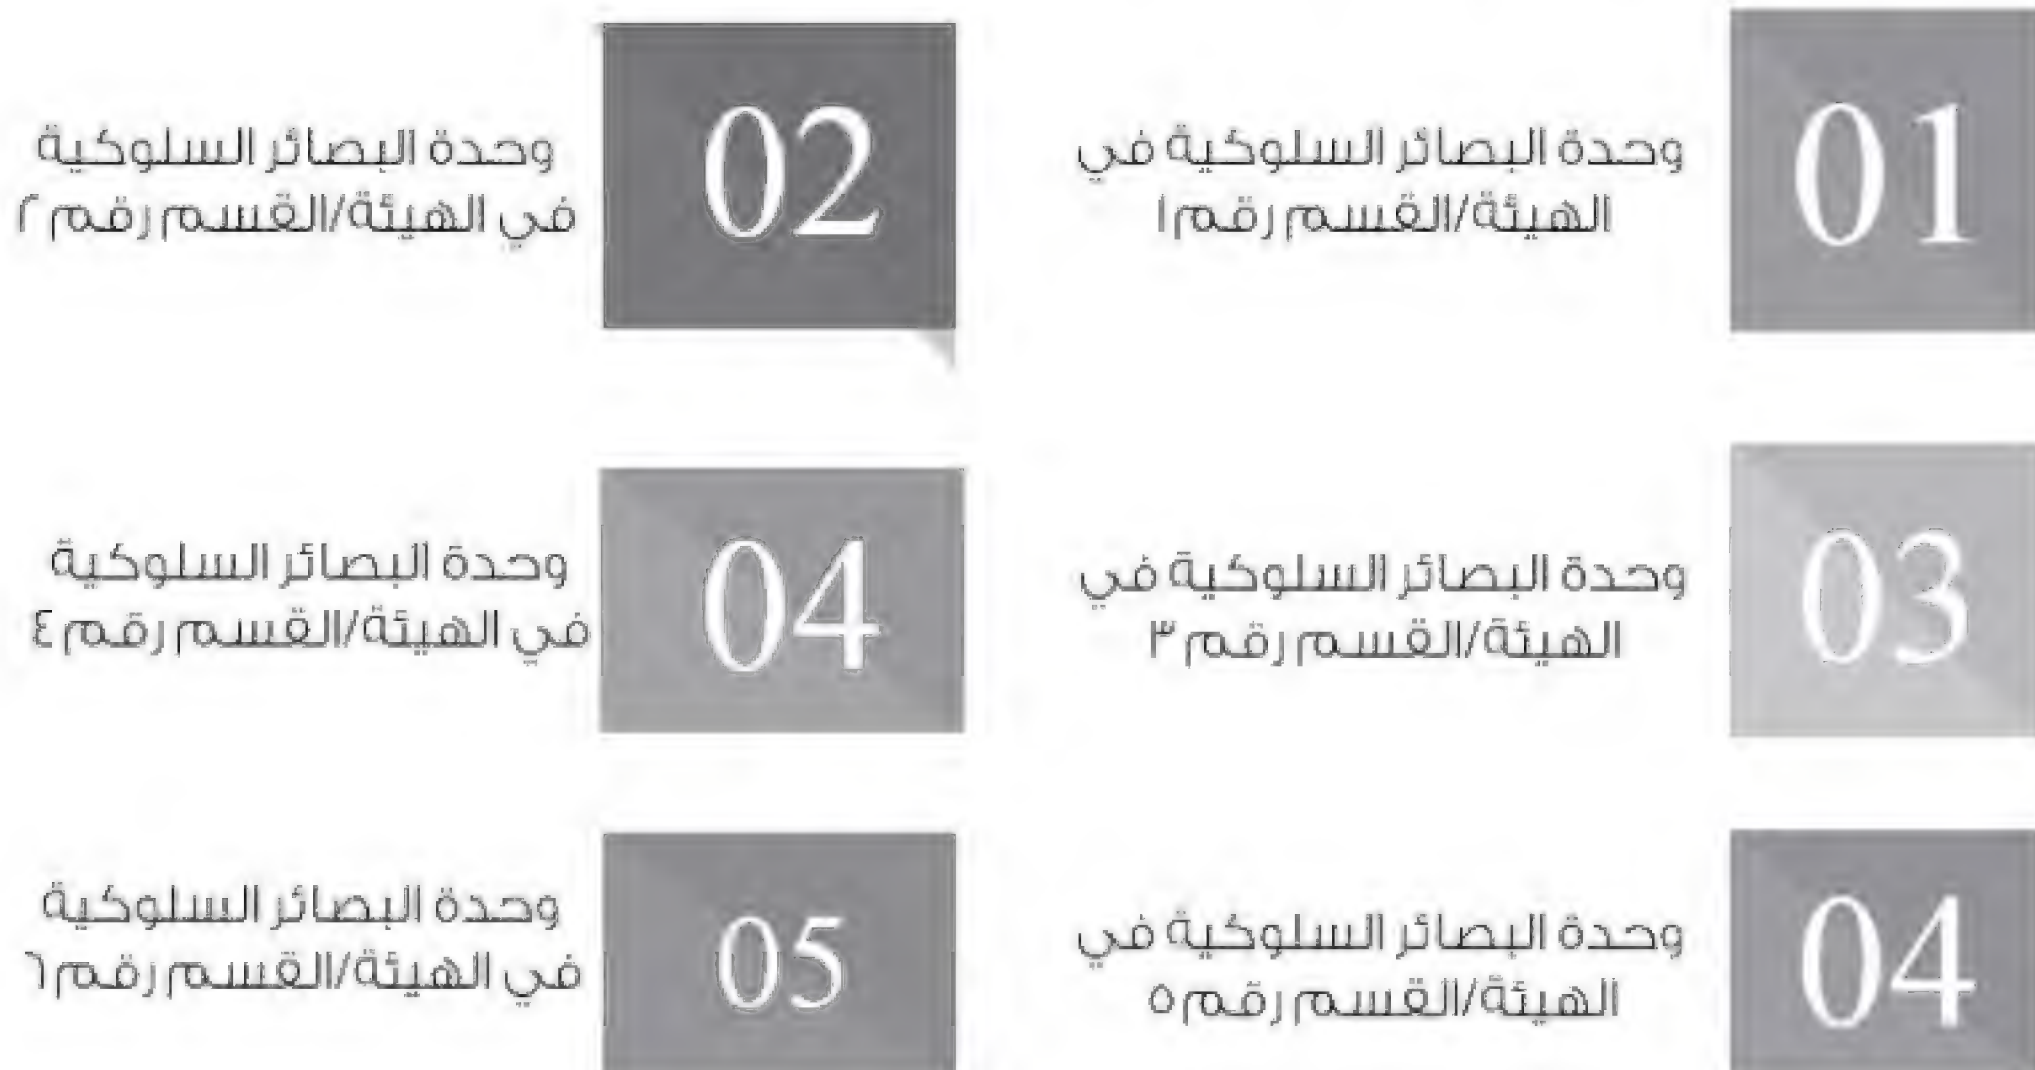 01
وحدة البصائر السلوكية في
الهيئة/القسم رقم ١
02
وحدة البصائر السلوكية
في الهيئة/القسم رقم ٢
03
وحدة البصائر السلوكية في
الهيئة/القسم رقم ٣
04
وحدة البصائر السلوكية
في الهيئة/القسم رقم ٤
04
وحدة البصائر السلوكية في
الهيئة/القسم رقم ٥
05
وحدة البصائر السلوكية
في الهيئة/القسم رقم ٦